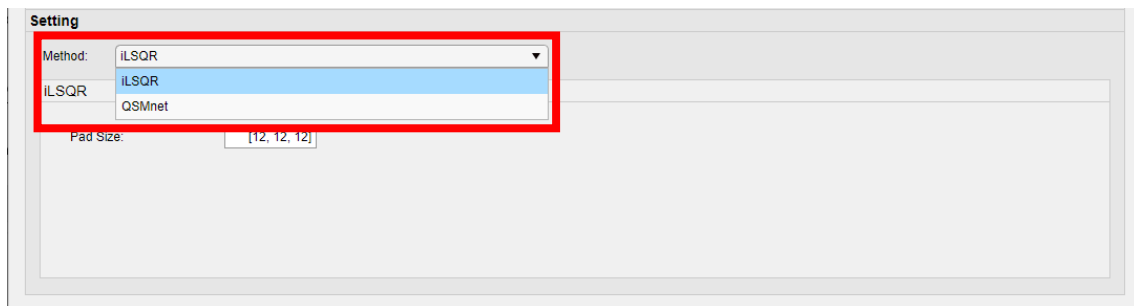 Setting
Method: iLSQR
iLSQR
iLSQR
QSMnet
Pad Size: [12, 12, 12]